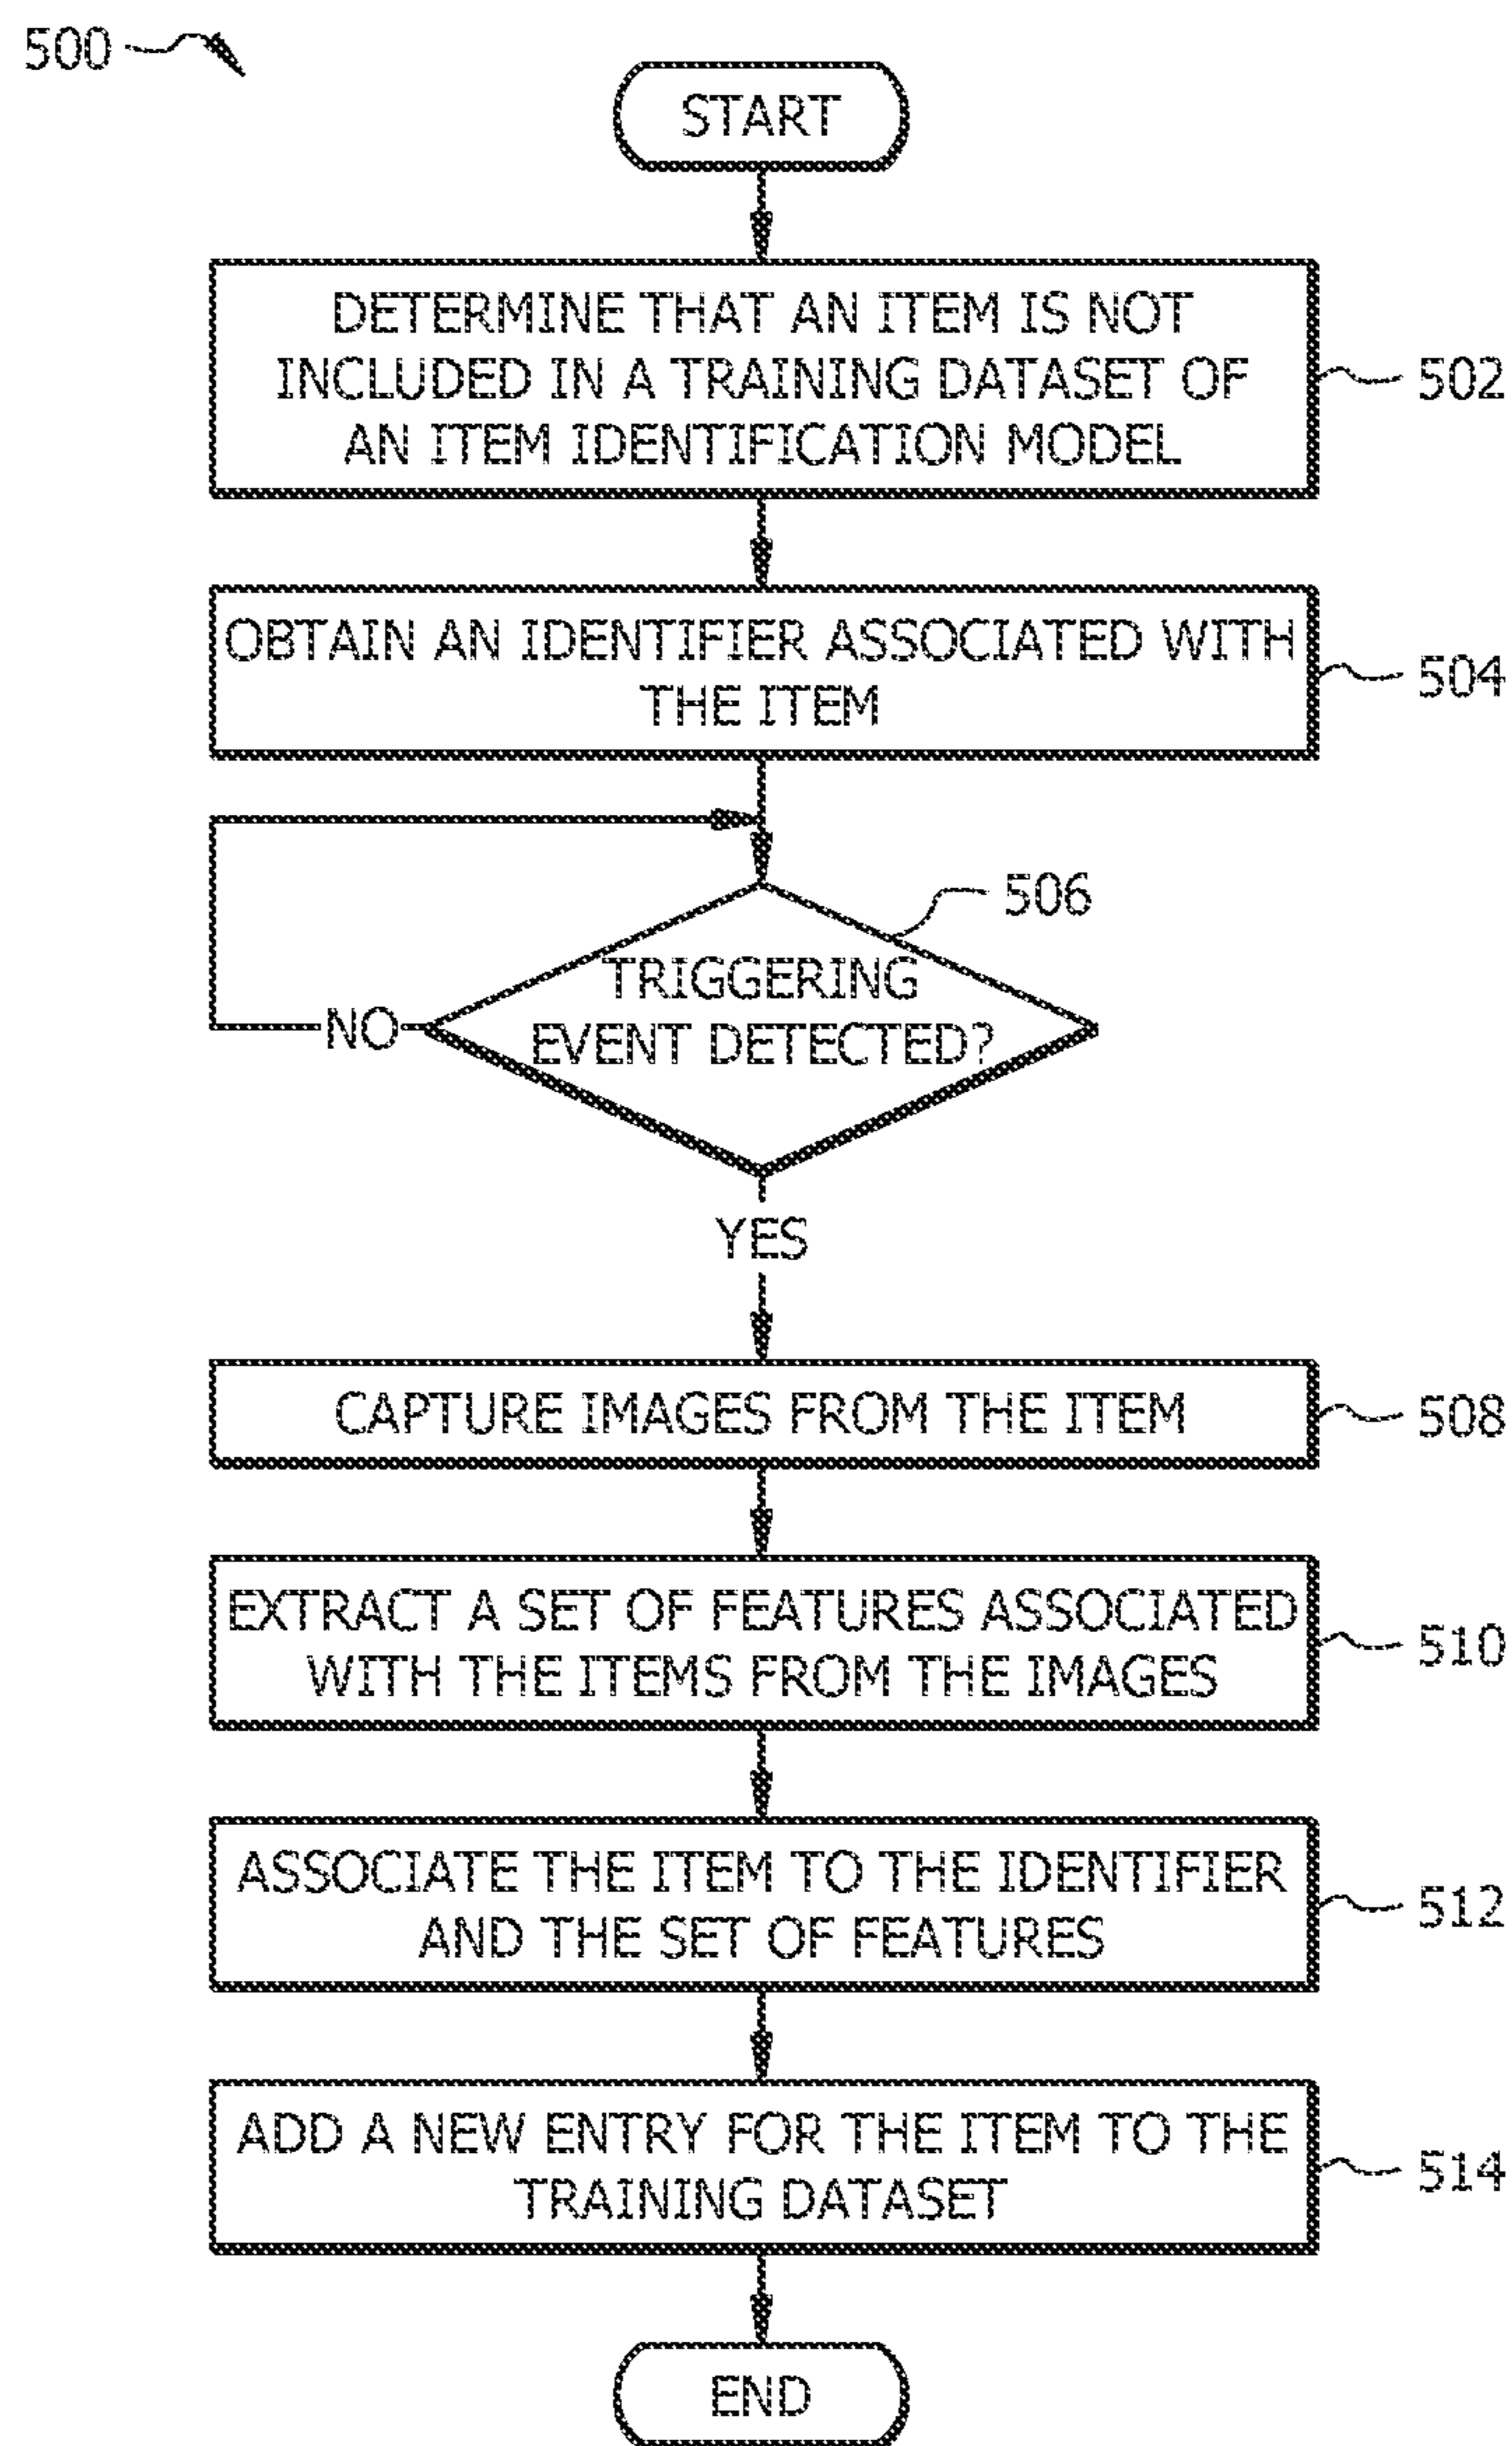 500
START
DETERMINE THAT AN ITEM IS NOT
INCLUDED IN A TRAINING DATASET OF
AN ITEM IDENTIFICATION MODEL
502
OBTAIN AN IDENTIFIER ASSOCIATED WITH
THE ITEM
504
506
TRIGGERING
EVENT DETECTED?
NO
YES
CAPTURE IMAGES FROM THE ITEM
508
EXTRACT A SET OF FEATURES ASSOCIATED
WITH THE ITEMS FROM THE IMAGES
510
ASSOCIATE THE ITEM TO THE IDENTIFIER
AND THE SET OF FEATURES
512
ADD A NEW ENTRY FOR THE ITEM TO THE
TRAINING DATASET
514
END